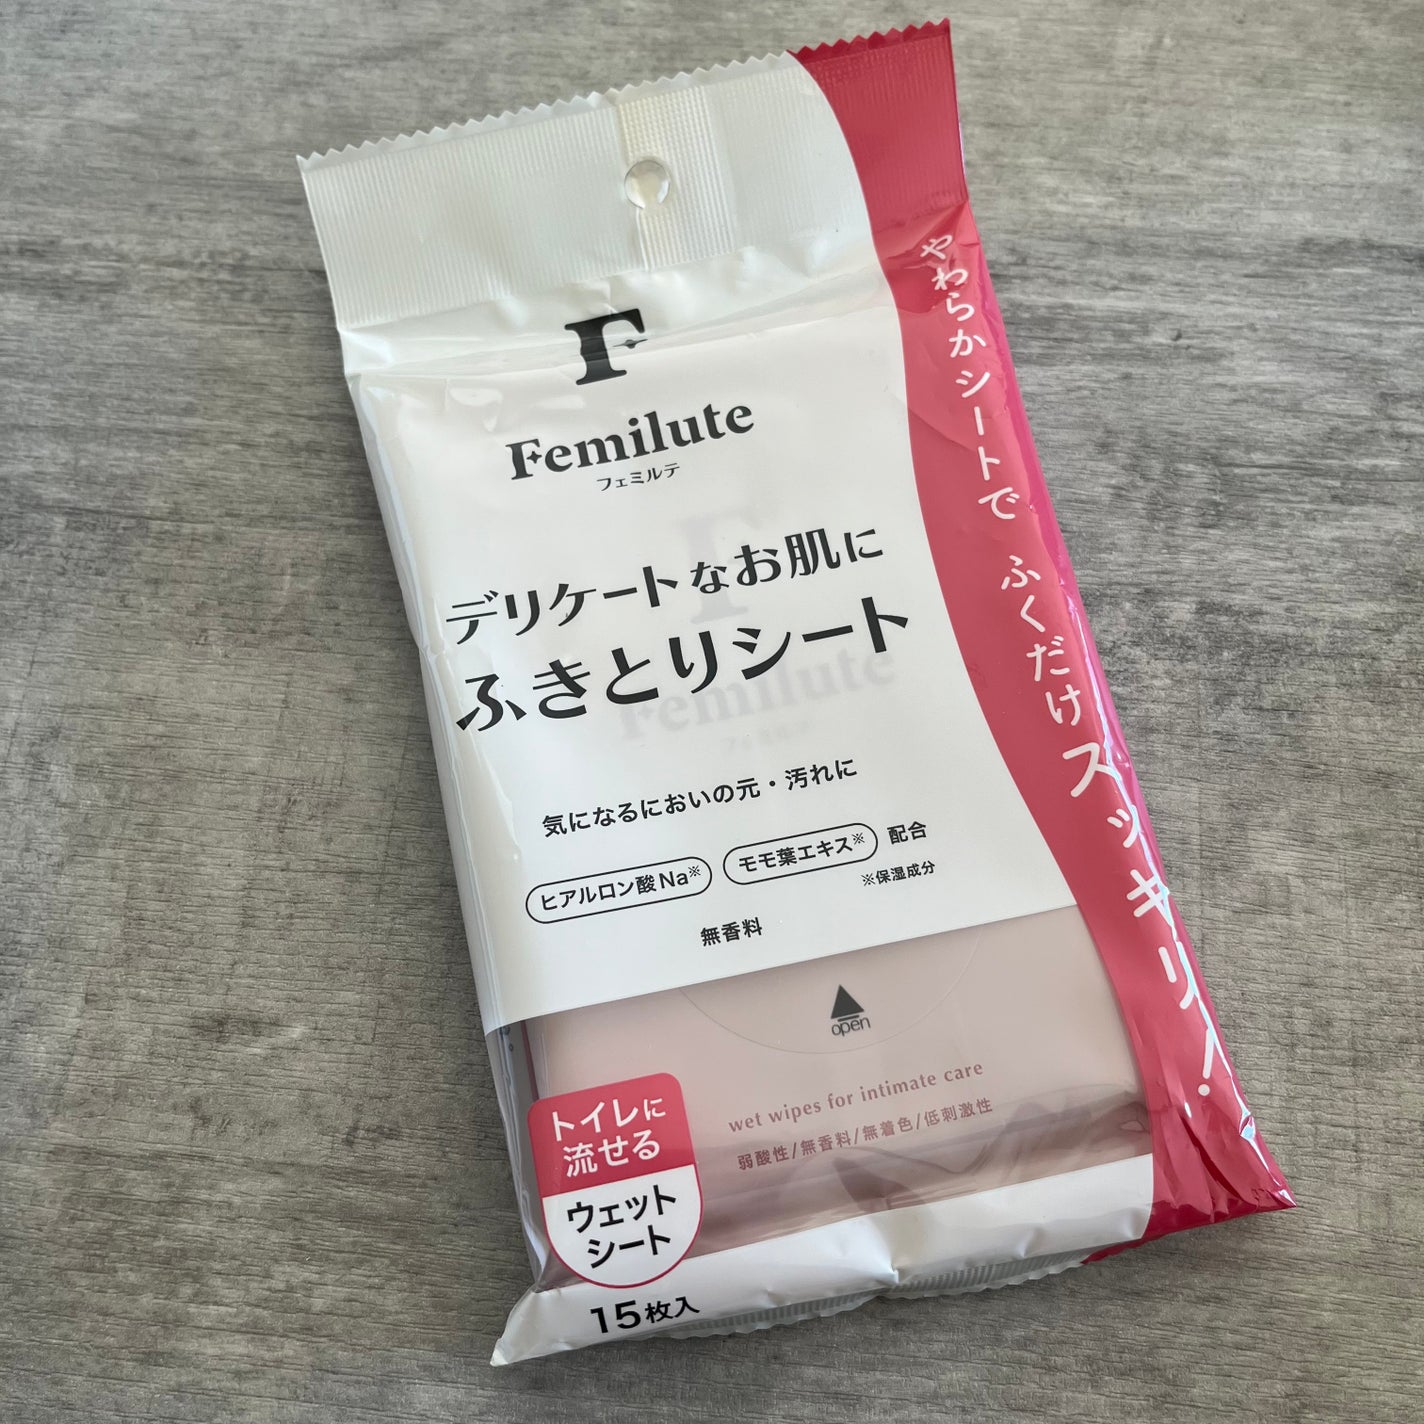 F
Femilute
フェミルテ
デリケートなお肌に
ふきとりシート
Femilute
気になるにおいの元・汚れに
ヒアルロン酸Na※ モモ葉エキス※ 配合
※保湿成分
無香料
open
wet wipes for intimate care
弱酸性/無香料/無着色/低刺激性
トイレに
流せる
ウェット
シート
15枚入
やわらかシートで ふくだけスッキリ!